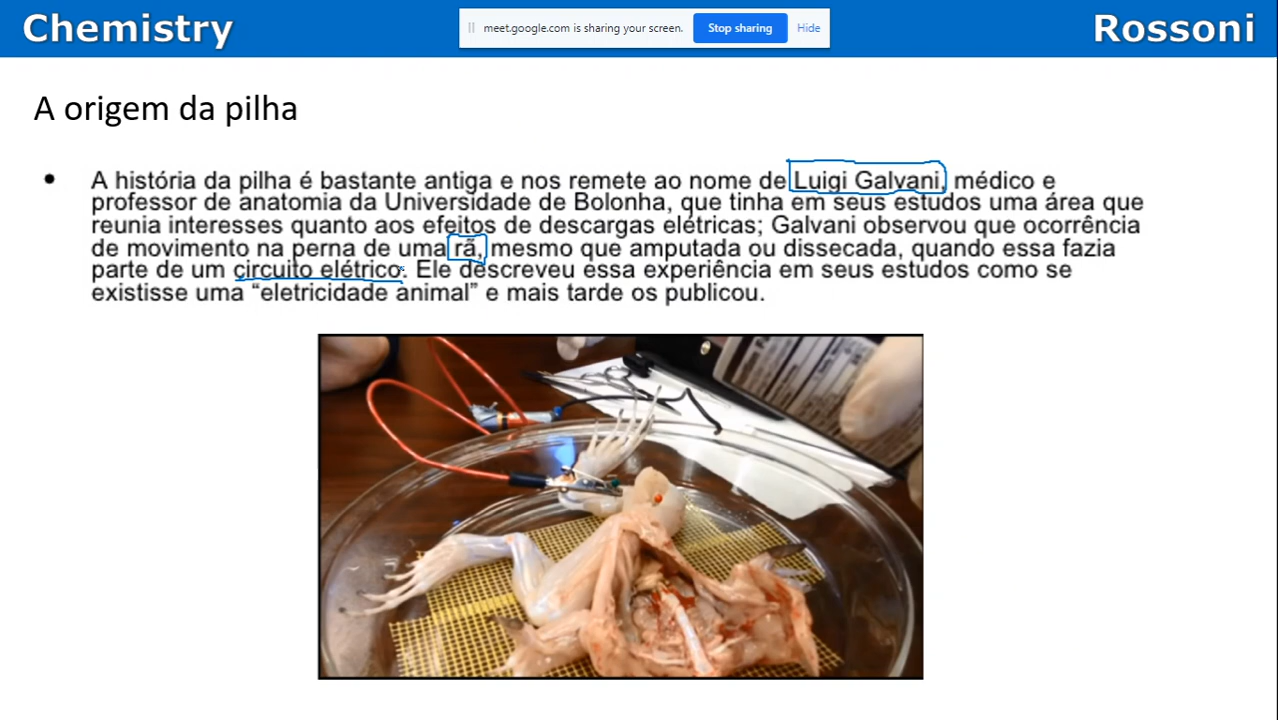 Chemistry
meet.google.com is sharing your screen.
Stop sharing
Hide
Rossoni
A origem da pilha
• A história da pilha é bastante antiga e nos remete ao nome de Luigi Galvani, médico e
professor de anatomia da Universidade de Bolonha, que tinha em seus estudos uma área que
reunia interesses quanto aos efeitos de descargas elétricas; Galvani observou que ocorrência
de movimento na perna de uma rã, mesmo que amputada ou dissecada, quando essa fazia
parte de um circuito elétrico. Ele descreveu essa experiência em seus estudos como se
existisse uma “eletricidade animal” e mais tarde os publicou.